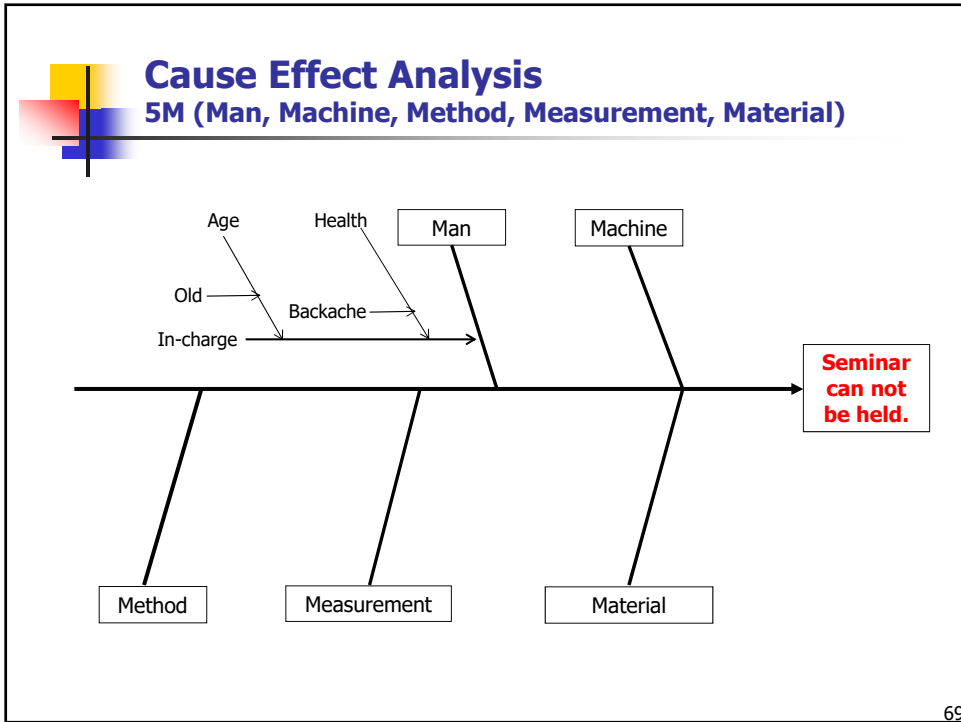 Cause Effect Analysis
5M (Man, Machine, Method, Measurement, Material)
Age
Health
Man
Machine
Old
Backache
In-charge
Seminar
can not
be held.
Method
Measurement
Material
69